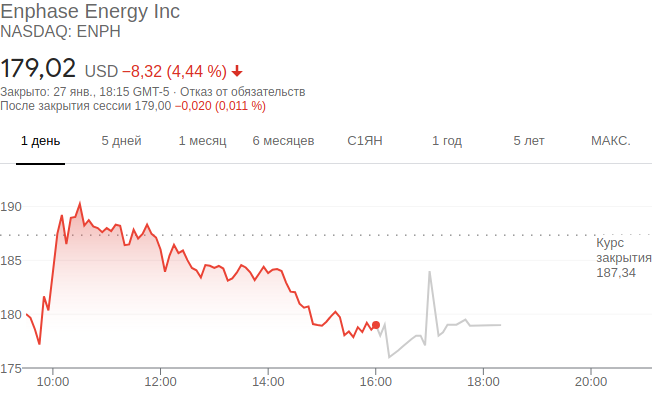 Enphase Energy Inc
NASDAQ: ENPH
179,02 USD −8,32 (4,44 %)
Закрыто: 27 янв., 18:15 GMT-5 · Отказ от обязательств
После закрытия сессии 179,00 −0,020 (0,011 %)
1 день 5 дней 1 месяц 6 месяцев С1ЯН 1 год 5 лет МАКС.
190
Курс
закрытия
187,34
185
180
175
10:00 12:00 14:00 16:00 18:00 20:00